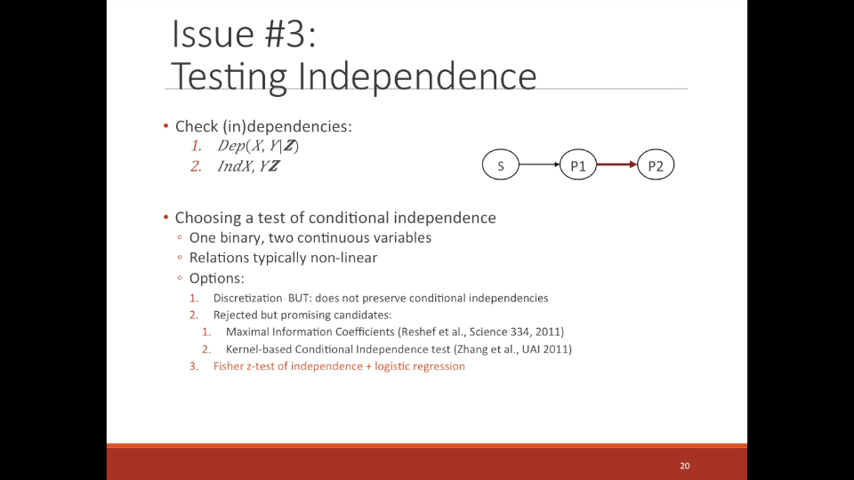 Issue #3:
Testing Independence
• Check (in)dependencies:
1. Dep(X, Y|Z)
2. IndX, YZ
S P1 P2
• Choosing a test of conditional independence
◦ One binary, two continuous variables
◦ Relations typically non-linear
◦ Options:
1. Discretization BUT: does not preserve conditional independencies
2. Rejected but promising candidates:
1. Maximal Information Coefficients (Reshef et al., Science 334, 2011)
2. Kernel-based Conditional Independence test (Zhang et al., UAI 2011)
3. Fisher z-test of independence + logistic regression
20